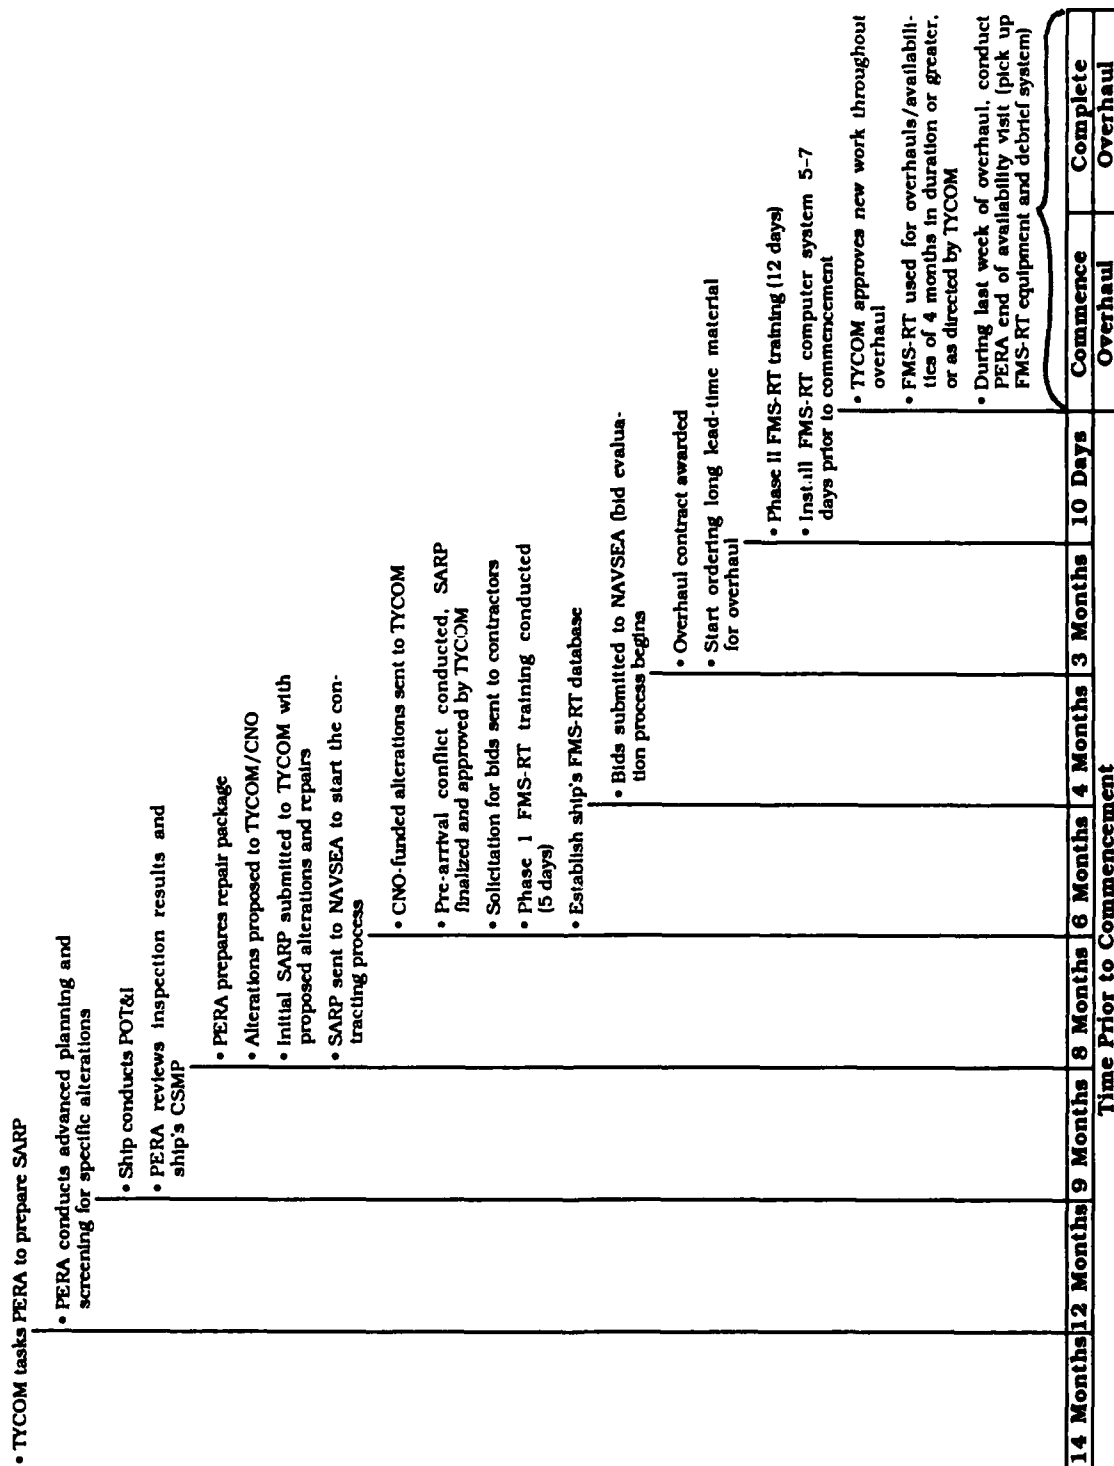 • TYCOM tasks PERA to prepare SARP
• PERA conducts advanced planning and
screening for specific alterations
• Ship conducts POT&I
• PERA reviews inspection results and
ship's CSMP
• PERA prepares repair package
• Alterations proposed to TYCOM/CNO
• Initial SARP submitted to TYCOM with
proposed alterations and repairs
• SARP sent to NAVSEA to start the con-
tracting process
• CNO-funded alterations sent to TYCOM
• Pre-arrival conflict conducted, SARP
finalized and approved by TYCOM
• Solicitation for bids sent to contractors
• Phase 1 FMS-RT training conducted
(5 days)
• Establish ship's FMS-RT database
• Bids submitted to NAVSEA (bid evalua-
tion process begins
• Overhaul contract awarded
• Start ordering long lead-time material
for overhaul
• Phase II FMS-RT training (12 days)
• Install FMS-RT computer system 5-7
days prior to commencement
• TYCOM approves new work throughout
overhaul
• FMS-RT used for overhauls/availabili-
ties of 4 months in duration or greater,
or as directed by TYCOM
• During last week of overhaul, conduct
PERA end of availability visit (pick up
FMS-RT equipment and debrief system)
14 Months 12 Months 9 Months 8 Months 6 Months 4 Months 3 Months 10 Days Commence Complete
Time Prior to Commencement Overhaul Overhaul